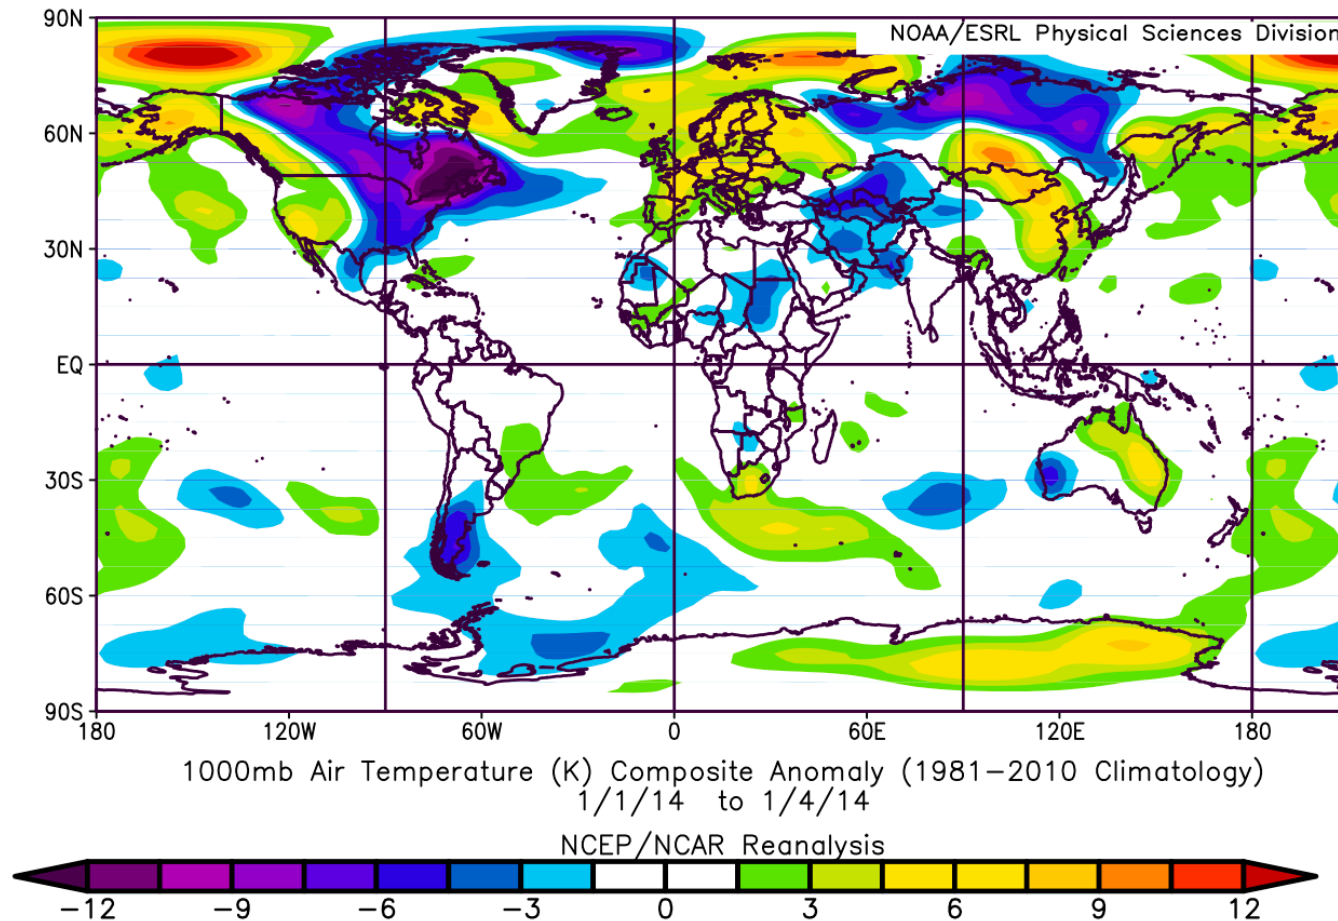 NOAA/ESRL Physical Sciences Division
90N
60N
30N
EQ
30S
60S
90S
180 120W 60W 0 60E 120E 180
1000mb Air Temperature (K) Composite Anomaly (1981−2010 Climatology)
1/1/14 to 1/4/14
NCEP/NCAR Reanalysis
−12 −9 −6 −3 0 3 6 9 12